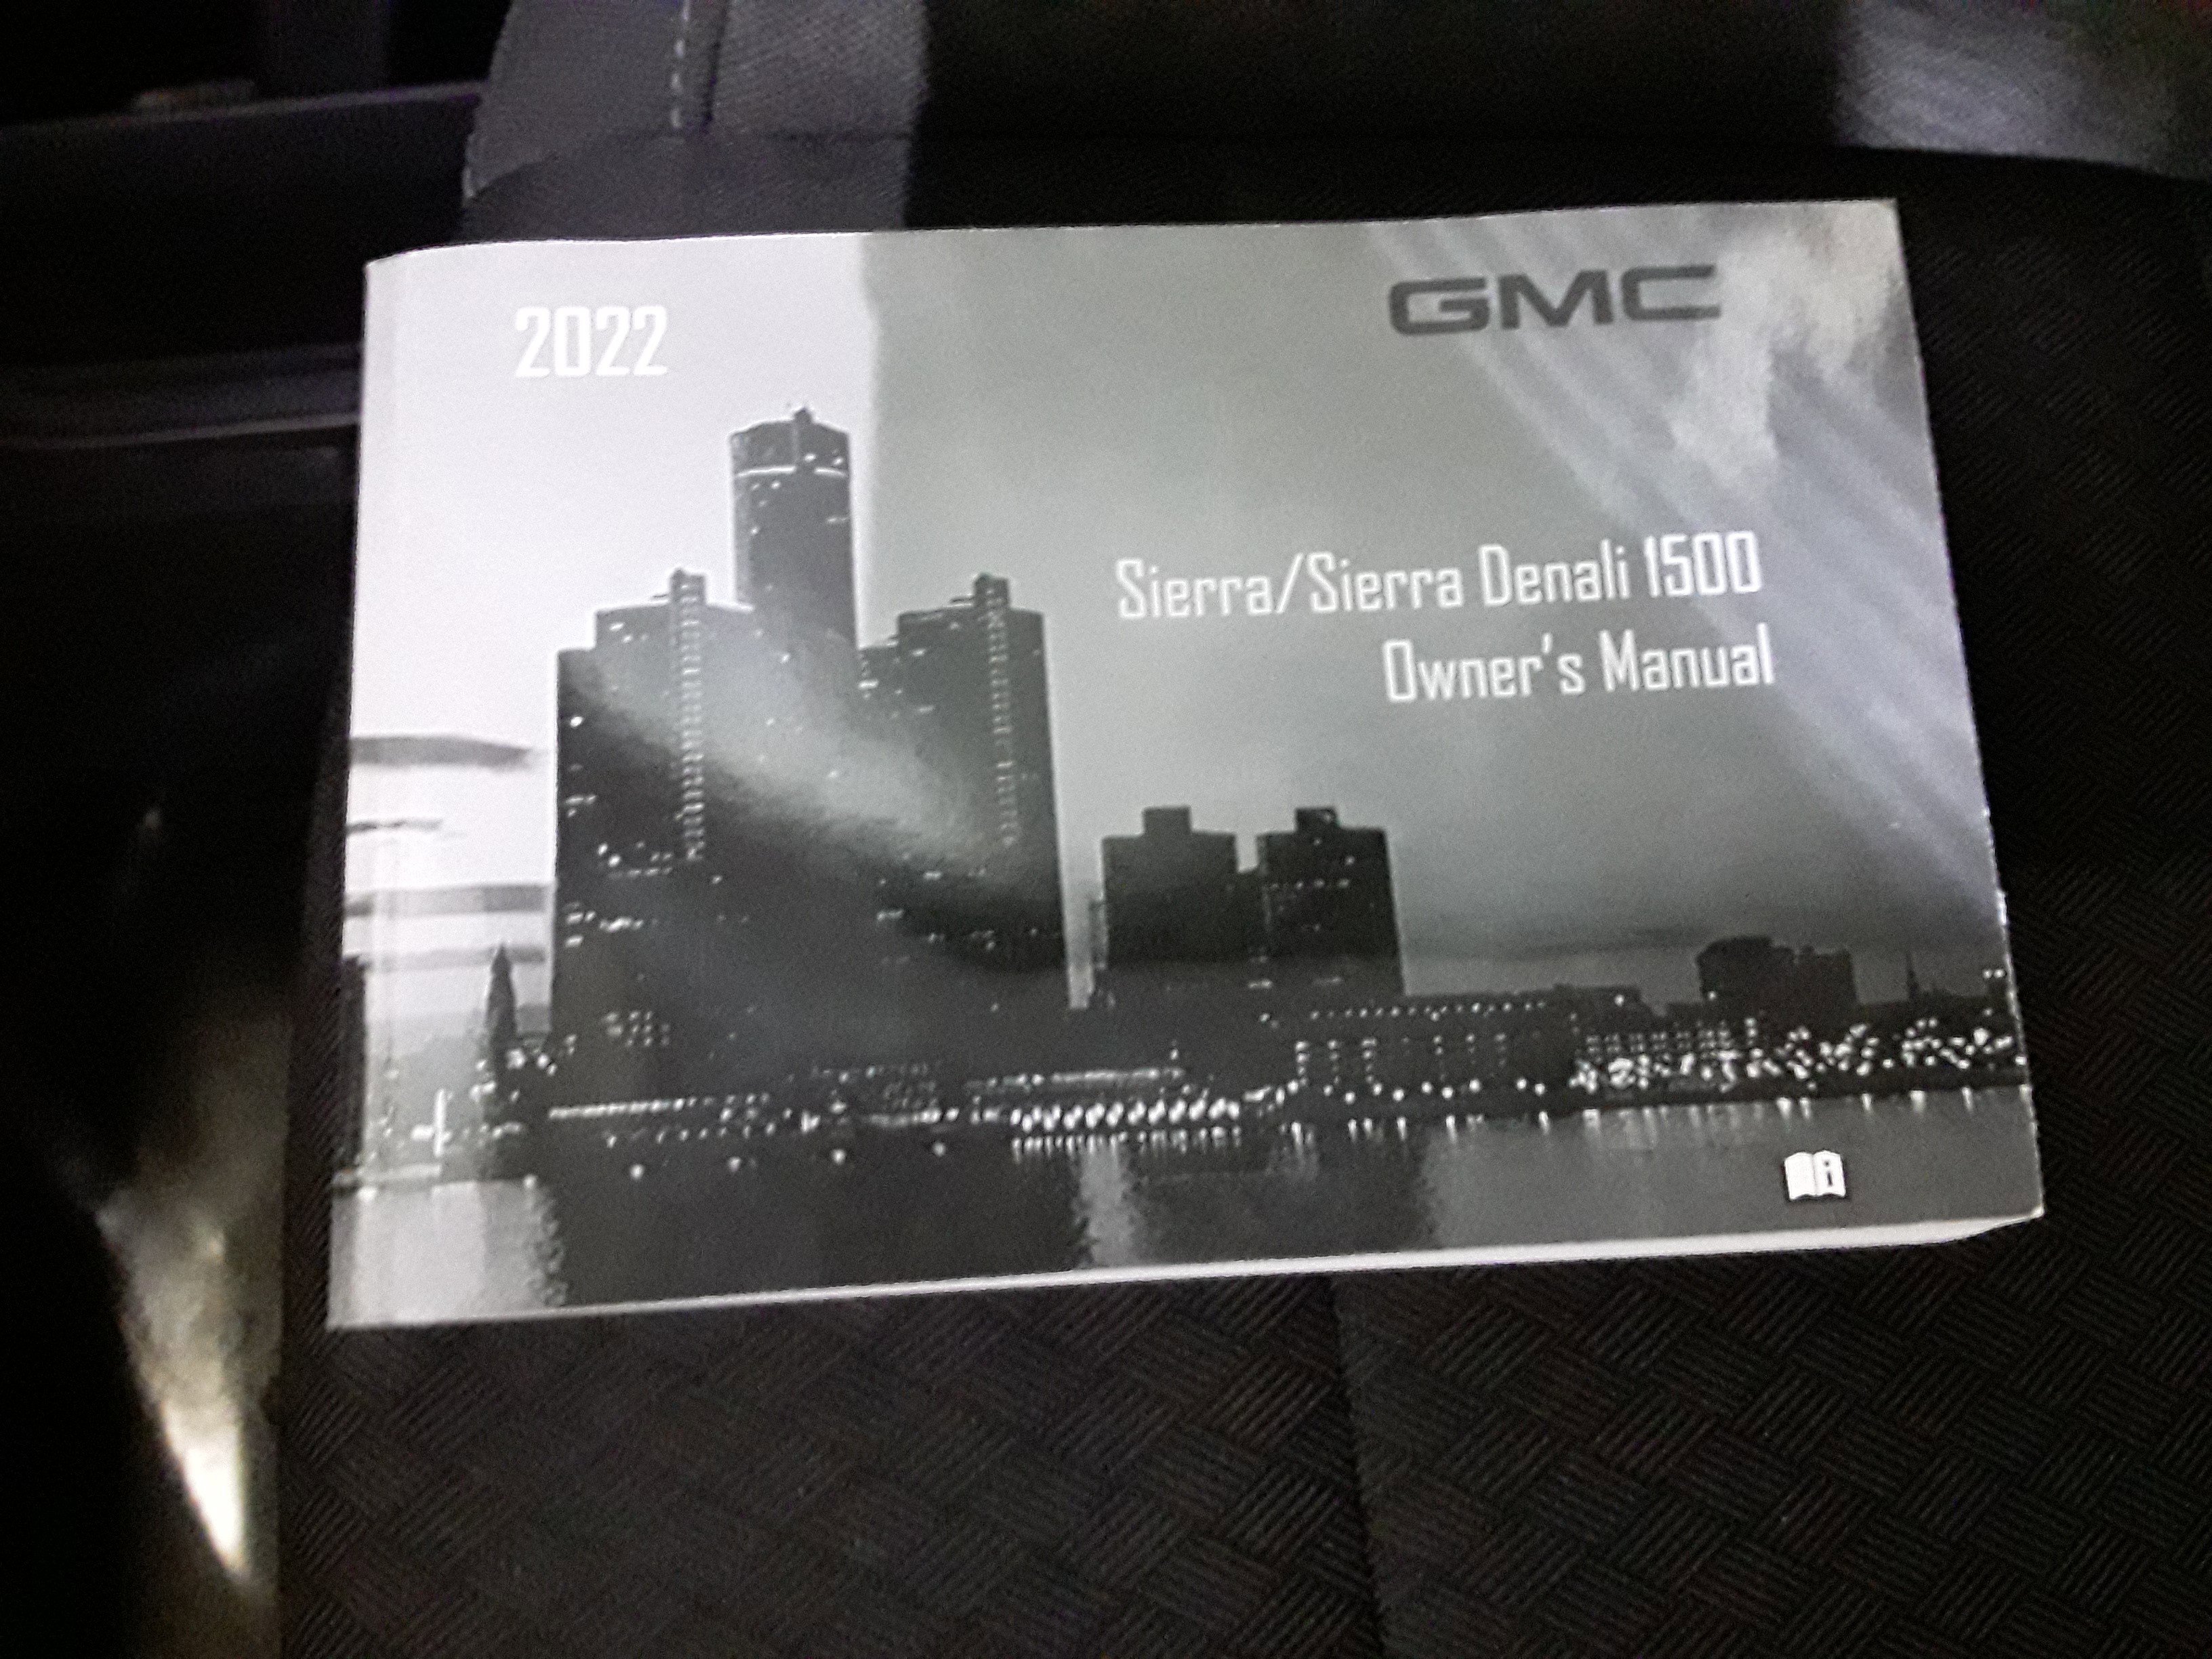 2022
GMC
Sierra/Sierra Denali 1500
Owner's Manual